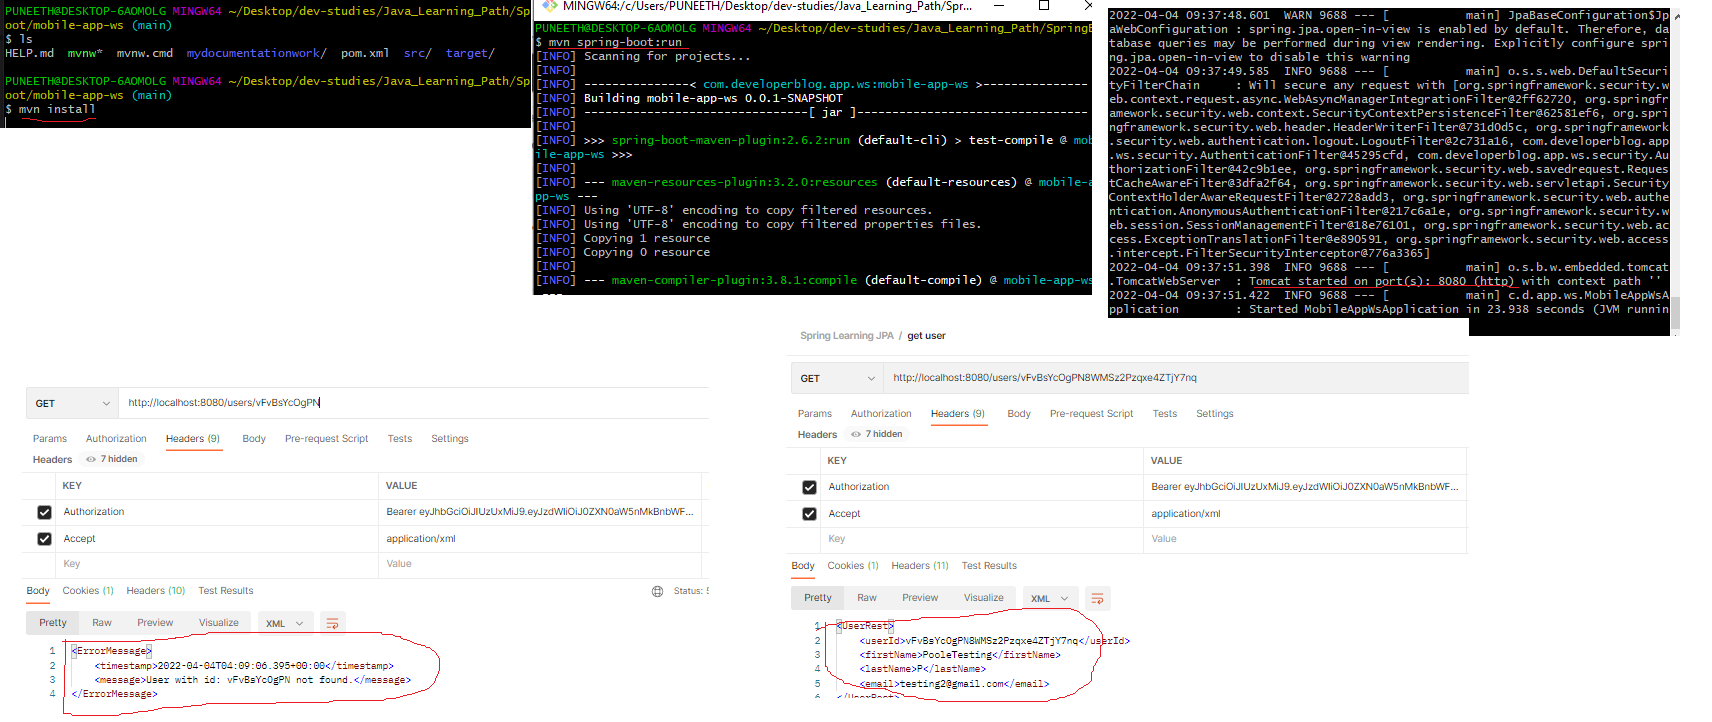 PUNEETH@DESKTOP-6AOMOLG MINGW64 ~/Desktop/dev-studies/Java_Learning_Path/Sp
oot/mobile-app-ws (main)
$ ls
HELP.md  mvnw*  mvnw.cmd  mydocumentationwork/  pom.xml  src/  target/
PUNEETH@DESKTOP-6AOMOLG MINGW64 ~/Desktop/dev-studies/Java_Learning_Path/Sp
oot/mobile-app-ws (main)
$ mvn install
MINGW64:/c/Users/PUNEETH/Desktop/dev-studies/Java_Learning_Path/Spr...
PUNEETH@DESKTOP-6AOMOLG MINGW64 ~/Desktop/dev-studies/Java_Learning_Path/SpringB
$ mvn spring-boot:run
[INFO] Scanning for projects...
[INFO]
[INFO] ---------------< com.developerblog.app.ws:mobile-app-ws >---------------
[INFO] Building mobile-app-ws 0.0.1-SNAPSHOT
[INFO] --------------------------------[ jar ]---------------------------------
[INFO]
[INFO] >>> spring-boot-maven-plugin:2.6.2:run (default-cli) > test-compile @ mob
ile-app-ws >>>
[INFO]
[INFO] --- maven-resources-plugin:3.2.0:resources (default-resources) @ mobile-a
pp-ws ---
[INFO] Using 'UTF-8' encoding to copy filtered resources.
[INFO] Using 'UTF-8' encoding to copy filtered properties files.
[INFO] Copying 1 resource
[INFO] Copying 0 resource
[INFO]
[INFO] --- maven-compiler-plugin:3.8.1:compile (default-compile) @ mobile-app-ws
---
2022-04-04 09:37:48.601  WARN 9688 --- [           main] JpaBaseConfiguration$Jp
aWebConfiguration : spring.jpa.open-in-view is enabled by default. Therefore, da
tabase queries may be performed during view rendering. Explicitly configure spri
ng.jpa.open-in-view to disable this warning
2022-04-04 09:37:49.585  INFO 9688 --- [           main] o.s.s.web.DefaultSecuri
tyFilterChain     : Will secure any request with [org.springframework.security.w
eb.context.request.async.WebAsyncManagerIntegrationFilter@2ff62720, org.springfr
amework.security.web.context.SecurityContextPersistenceFilter@62581ef6, org.spri
ngframework.security.web.header.HeaderWriterFilter@731d0d5c, org.springframework
.security.web.authentication.logout.LogoutFilter@2c731a16, com.developerblog.app
.ws.security.AuthenticationFilter@45295cfd, com.developerblog.app.ws.security.Au
thorizationFilter@42c9b1ee, org.springframework.security.web.savedrequest.Reques
tCacheAwareFilter@3dfa2f64, org.springframework.security.web.servletapi.Security
ContextHolderAwareRequestFilter@2728add3, org.springframework.security.web.authe
ntication.AnonymousAuthenticationFilter@217c6a1e, org.springframework.security.w
eb.session.SessionManagementFilter@18e76101, org.springframework.security.web.ac
cess.ExceptionTranslationFilter@e890591, org.springframework.security.web.access
.intercept.FilterSecurityInterceptor@776a3365]
2022-04-04 09:37:51.398  INFO 9688 --- [           main] o.s.b.w.embedded.tomcat
.TomcatWebServer  : Tomcat started on port(s): 8080 (http) with context path ''
2022-04-04 09:37:51.422  INFO 9688 --- [           main] c.d.app.ws.MobileAppWsA
pplication        : Started MobileAppWsApplication in 23.938 seconds (JVM runnin
GET http://localhost:8080/users/vFvBsYcOgPN
Params Authorization Headers (9) Body Pre-request Script Tests Settings
Headers 7 hidden
KEY VALUE
Authorization Bearer eyJhbGciOiJIUzUxMiJ9.eyJzdWIiOiJ0ZXN0aW5nMkBnbWF...
Accept application/xml
Key Value
Body Cookies (1) Headers (10) Test Results Status: 5
Pretty Raw Preview Visualize XML
1 <ErrorMessage>
2 <timestamp>2022-04-04T04:09:06.395+00:00</timestamp>
3 <message>User with id: vFvBsYcOgPN not found.</message>
4 </ErrorMessage>
Spring Learning JPA / get user
GET http://localhost:8080/users/vFvBsYcOgPN8WMSz2Pzqxe4ZTjY7nq
Params Authorization Headers (9) Body Pre-request Script Tests Settings
Headers 7 hidden
KEY VALUE
Authorization Bearer eyJhbGciOiJIUzUxMiJ9.eyJzdWIiOiJ0ZXN0aW5nMkBnbWF...
Accept application/xml
Key Value
Body Cookies (1) Headers (11) Test Results
Pretty Raw Preview Visualize XML
1 <UserRest>
2 <userId>vFvBsYcOgPN8WMSz2Pzqxe4ZTjY7nq</userId>
3 <firstName>PooleTesting</firstName>
4 <lastName>P</lastName>
5 <email>testing2@gmail.com</email>
6 </UserRest>